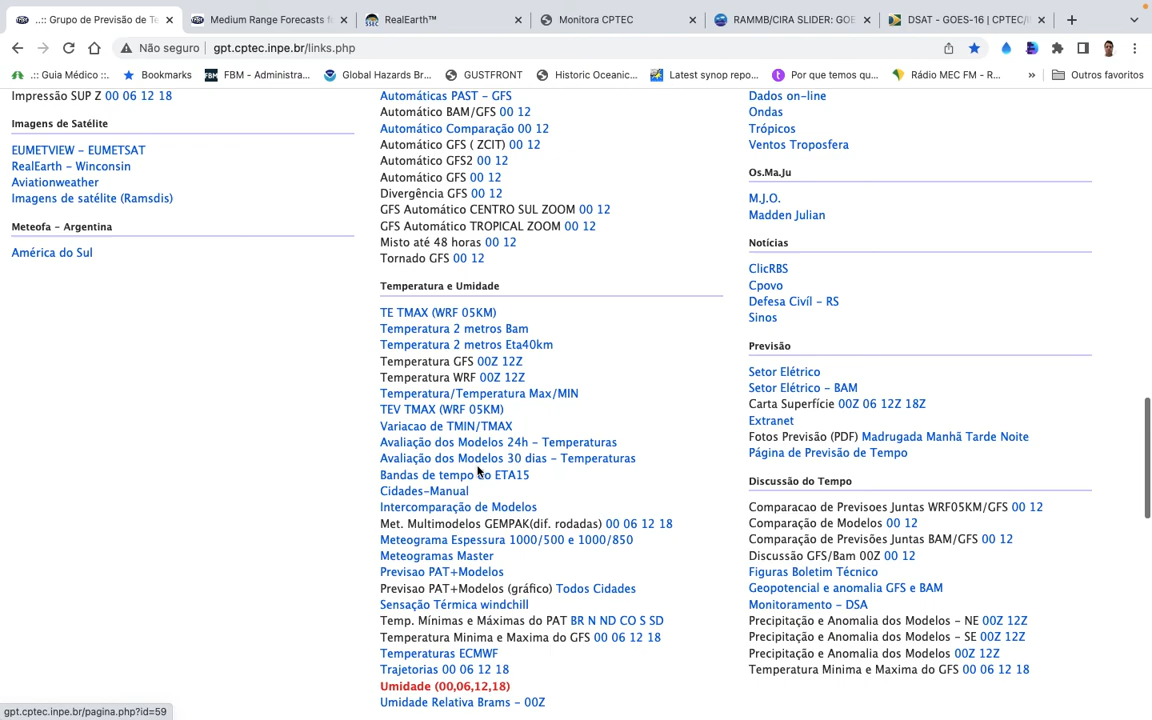 ..:: Grupo de Previsão de Te
Medium Range Forecasts f
RealEarth™
Monitora CPTEC
RAMMB/CIRA SLIDER: GOE
DSAT - GOES-16 | CPTEC/I
Não seguro
gpt.cptec.inpe.br/links.php
.:: Guia Médico ::.
Bookmarks
FBM - Administra...
Global Hazards Br...
GUSTFRONT
Historic Oceanic...
Latest synop repo...
Por que temos qu...
Rádio MEC FM - R...
»
Outros favoritos
Impressão SUP Z 00 06 12 18
Imagens de Satélite
EUMETVIEW - EUMETSAT
RealEarth - Winconsin
Aviationweather
Imagens de satélite (Ramsdis)
Meteofa - Argentina
América do Sul
Automáticas PAST - GFS
Automático BAM/GFS 00 12
Automático Comparação 00 12
Automático GFS ( ZCIT) 00 12
Automático GFS2 00 12
Automático GFS 00 12
Divergência GFS 00 12
GFS Automático CENTRO SUL ZOOM 00 12
GFS Automático TROPICAL ZOOM 00 12
Misto até 48 horas 00 12
Tornado GFS 00 12
Temperatura e Umidade
TE TMAX (WRF 05KM)
Temperatura 2 metros Bam
Temperatura 2 metros Eta40km
Temperatura GFS 00Z 12Z
Temperatura WRF 00Z 12Z
Temperatura/Temperatura Max/MIN
TEV TMAX (WRF 05KM)
Variacao de TMIN/TMAX
Avaliação dos Modelos 24h - Temperaturas
Avaliação dos Modelos 30 dias - Temperaturas
Bandas de tempo do ETA15
Cidades-Manual
Intercomparação de Modelos
Met. Multimodelos GEMPAK(dif. rodadas) 00 06 12 18
Meteograma Espessura 1000/500 e 1000/850
Meteogramas Master
Previsao PAT+Modelos
Previsao PAT+Modelos (gráfico) Todos Cidades
Sensação Térmica windchill
Temp. Mínimas e Máximas do PAT BR N ND CO S SD
Temperatura Minima e Maxima do GFS 00 06 12 18
Temperaturas ECMWF
Trajetorias 00 06 12 18
Umidade (00,06,12,18)
Umidade Relativa Brams - 00Z
Dados on-line
Ondas
Trópicos
Ventos Troposfera
Os.Ma.Ju
M.J.O.
Madden Julian
Notícias
ClicRBS
Cpovo
Defesa Civíl - RS
Sinos
Previsão
Setor Elétrico
Setor Elétrico - BAM
Carta Superfície 00Z 06 12Z 18Z
Extranet
Fotos Previsão (PDF) Madrugada Manhã Tarde Noite
Página de Previsão de Tempo
Discussão do Tempo
Comparacao de Previsoes Juntas WRF05KM/GFS 00 12
Comparação de Modelos 00 12
Comparação de Previsões Juntas BAM/GFS 00 12
Discussão GFS/Bam 00Z 00 12
Figuras Boletim Técnico
Geopotencial e anomalia GFS e BAM
Monitoramento - DSA
Precipitação e Anomalia dos Modelos - NE 00Z 12Z
Precipitação e Anomalia dos Modelos - SE 00Z 12Z
Precipitação e Anomalia dos Modelos 00Z 12Z
Temperatura Minima e Maxima do GFS 00 06 12 18
gpt.cptec.inpe.br/pagina.php?id=59